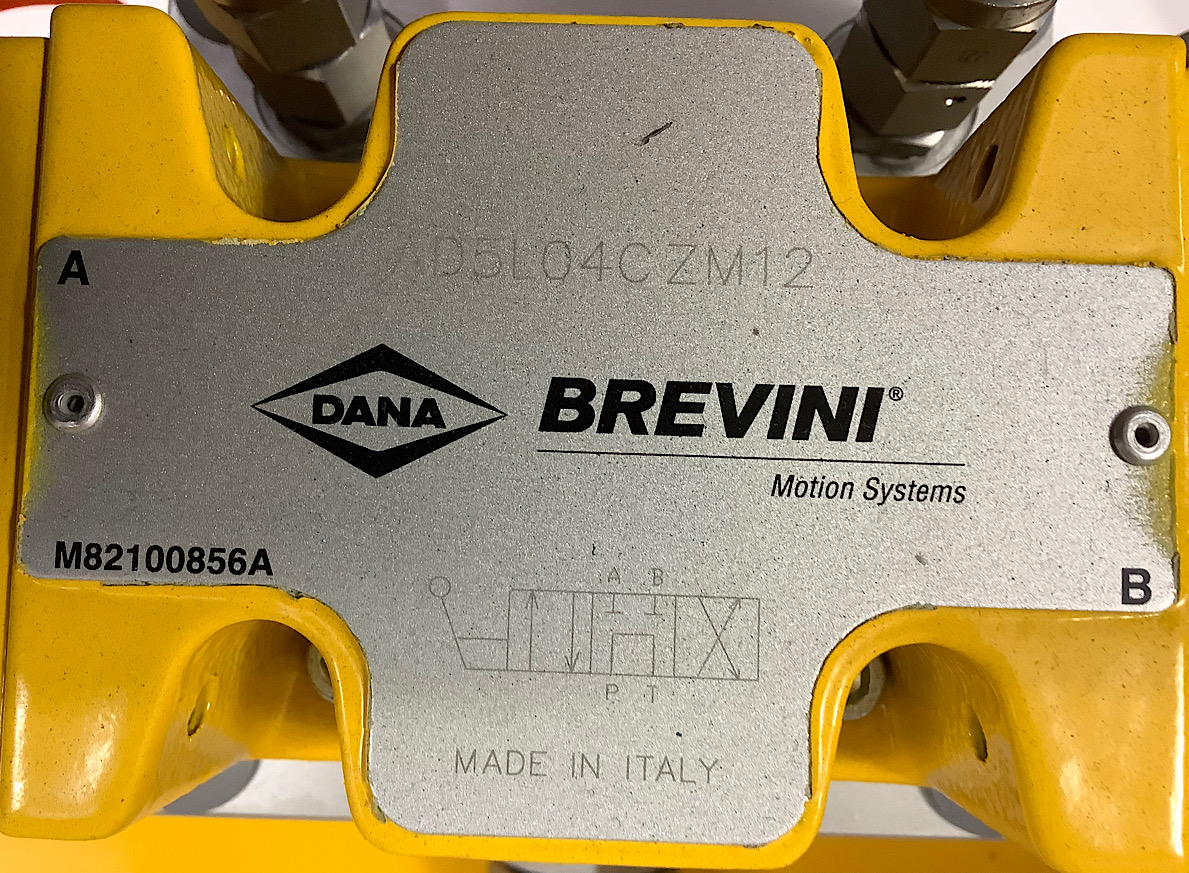 AD5L04CZM12
A
DANA BREVINI®
Motion Systems
M82100856A
B
A B
P T
MADE IN ITALY